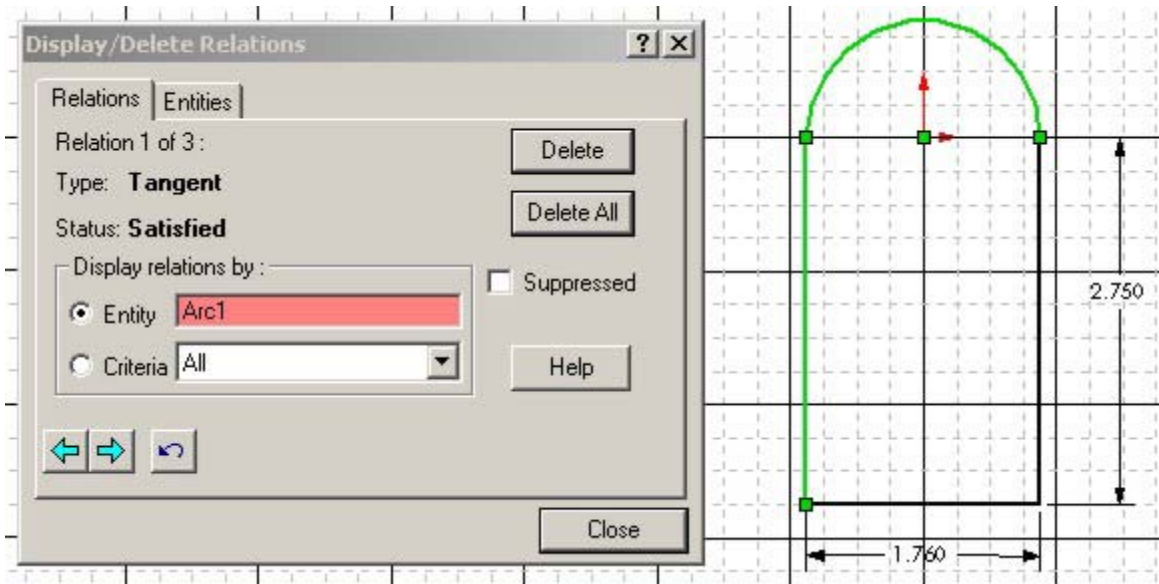 Display/Delete Relations
? ×
Relations Entities
Relation 1 of 3 :
Delete
Type: Tangent
Delete All
Status: Satisfied
Display relations by :
Suppressed
Entity Arc1
Criteria All
Help
Close
2.750
1.760